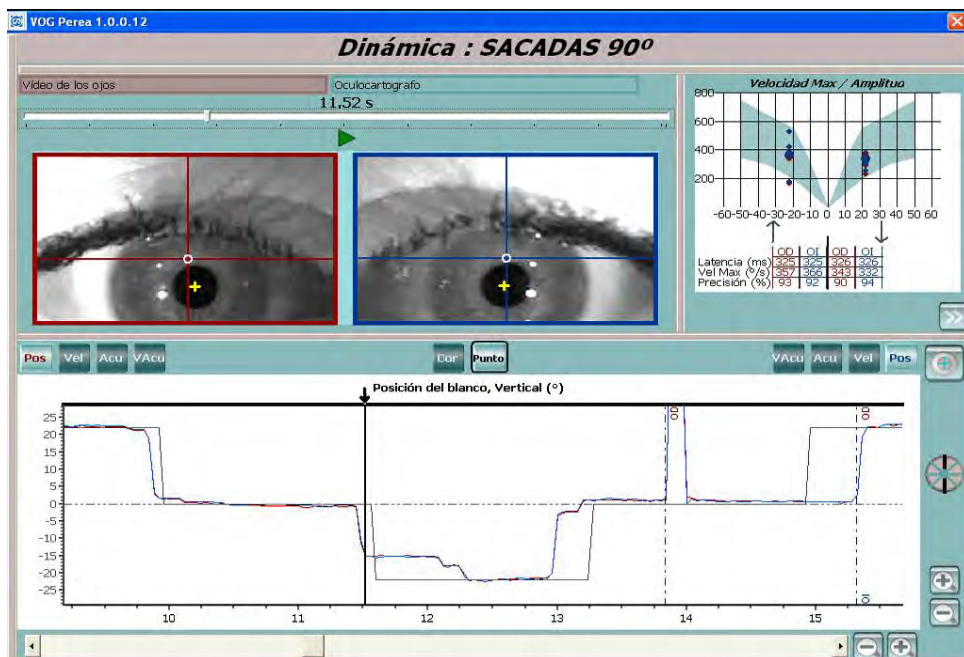 VOG Perea 1.0.0.12
Dinámica : SACADAS 90º
Vídeo de los ojos
Oculocartografo
11,52 s
Velocidad Max / Amplitud
800
600
400
200
-60-50-40-30-20-10 0 10 20 30 40 50 60
OD OI OD OI
Latencia (ms) 325 325 326 326
Vel Max (º/s) 357 366 343 332
Precisión (%) 93 92 90 94
>>
Pos Vel Acu VAcu Cor Punto VAcu Acu Vel Pos
Posición del blanco, Vertical (°)
25
20
15
10
5
0
-5
-10
-15
-20
-25
OD
OD
OI
10 11 12 13 14 15